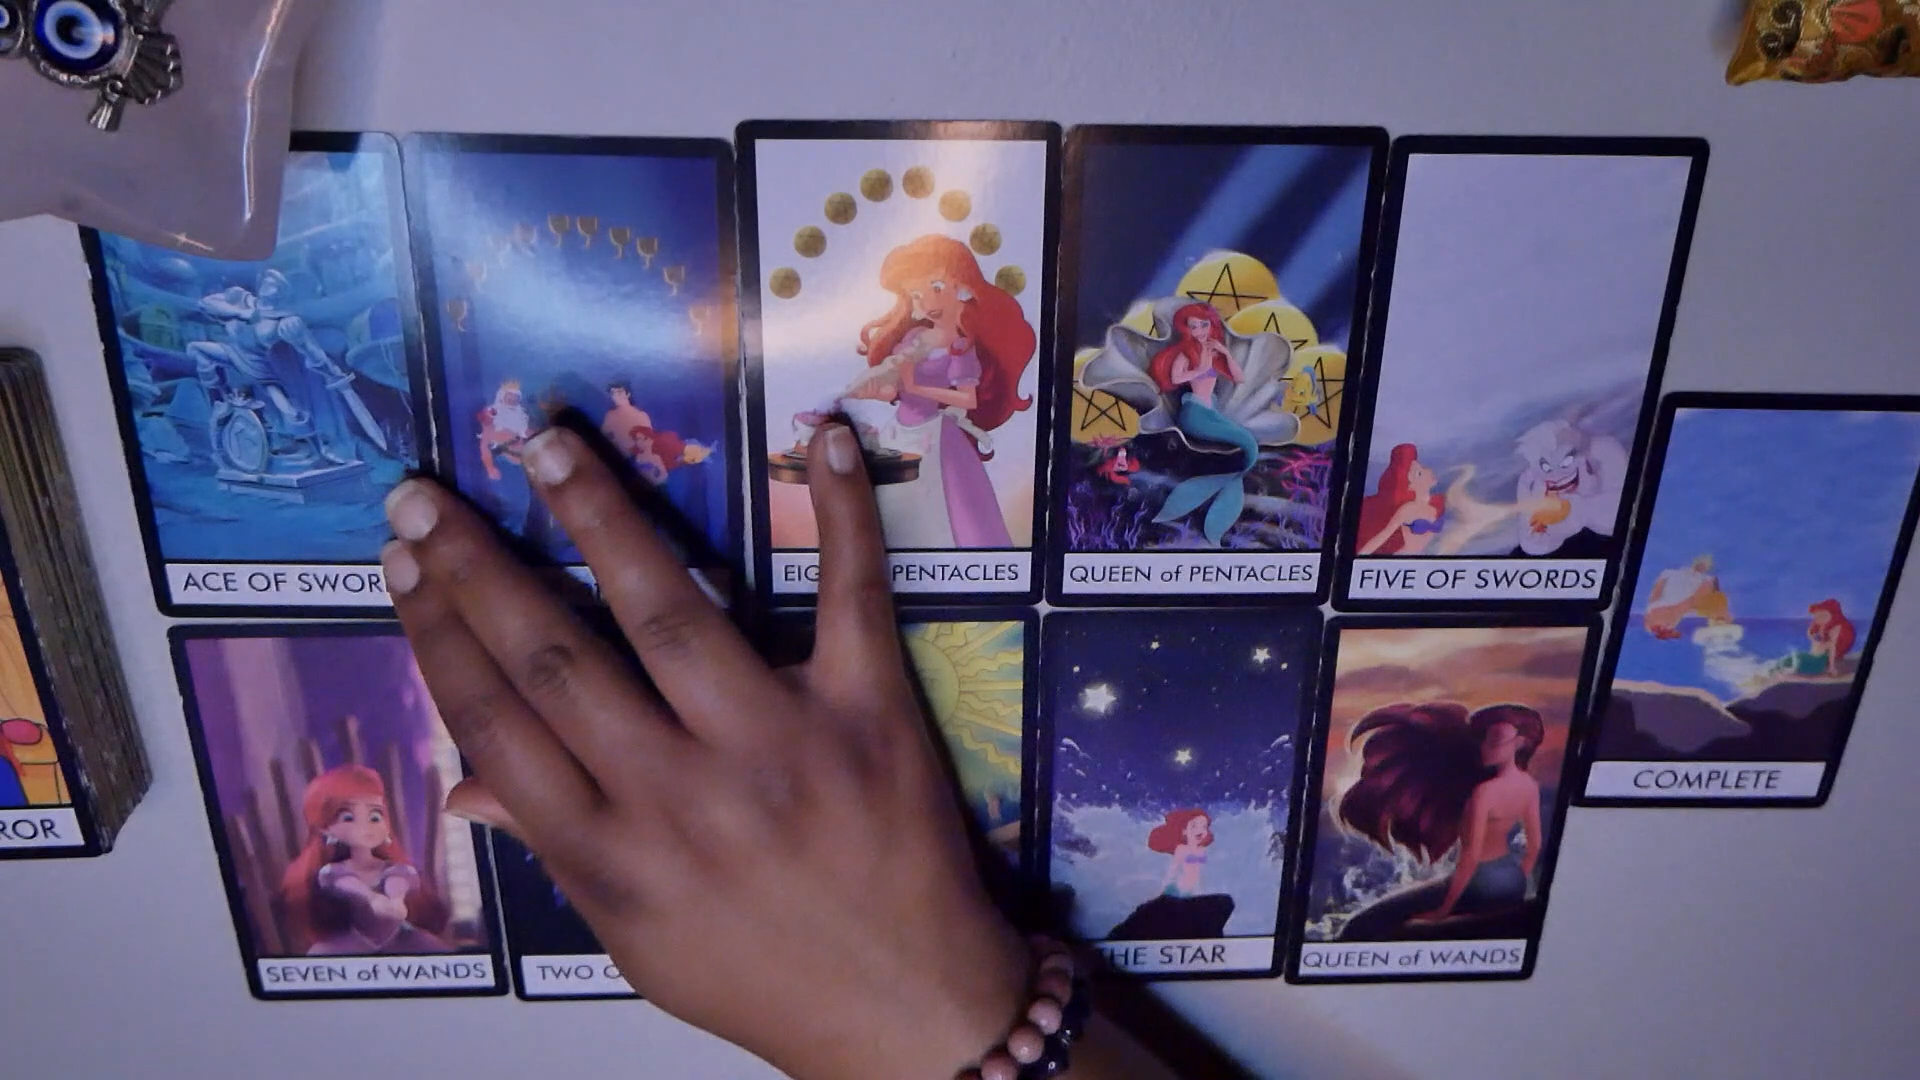 ACE OF SWOR
EIG PENTACLES
QUEEN of PENTACLES
FIVE OF SWORDS
COMPLETE
ROR
SEVEN of WANDS
TWO O
HE STAR
QUEEN of WANDS